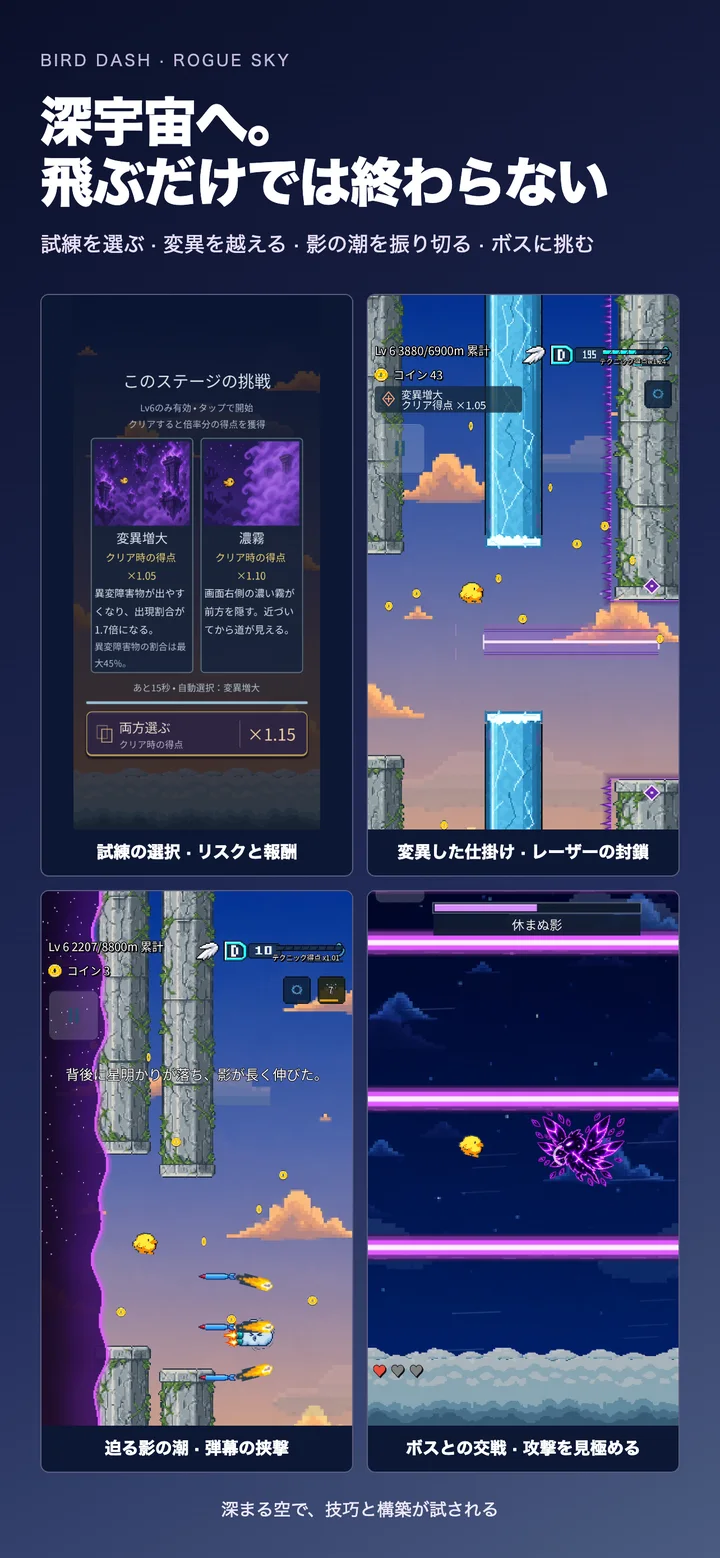 BIRD DASH · ROGUE SKY
深宇宙へ。
飛ぶだけでは終わらない
試練を選ぶ · 変異を越える · 影の潮を振り切る · ボスに挑む
このステージの挑戦
Lv6のみ有効 • タップで開始
クリアすると倍率分の得点を獲得
変異増大
クリア時の得点
×1.05
異変障害物が出やす
くなり、出現割合が
1.7倍になる。
異変障害物の割合は最
大45%。
濃霧
クリア時の得点
×1.10
画面右側の濃い霧が
前方を隠す。近づい
てから道が見える。
あと15秒 • 自動選択：変異増大
両方選ぶ
クリア時の得点
×1.15
試練の選択 · リスクと報酬
Lv 6 3880/6900m 累計
D 195
コイン 43
変異増大
クリア得点 ×1.05
変異した仕掛け · レーザーの封鎖
Lv 6 2207/8800m 累計
D 10
テクニック得点 x1.01
コイン 3
7
背後に星明かりが落ち、影が長く伸びた。
迫る影の潮 · 弾幕の挟撃
休まぬ影
ボスとの交戦 · 攻撃を見極める
深まる空で、技巧と構築が試される